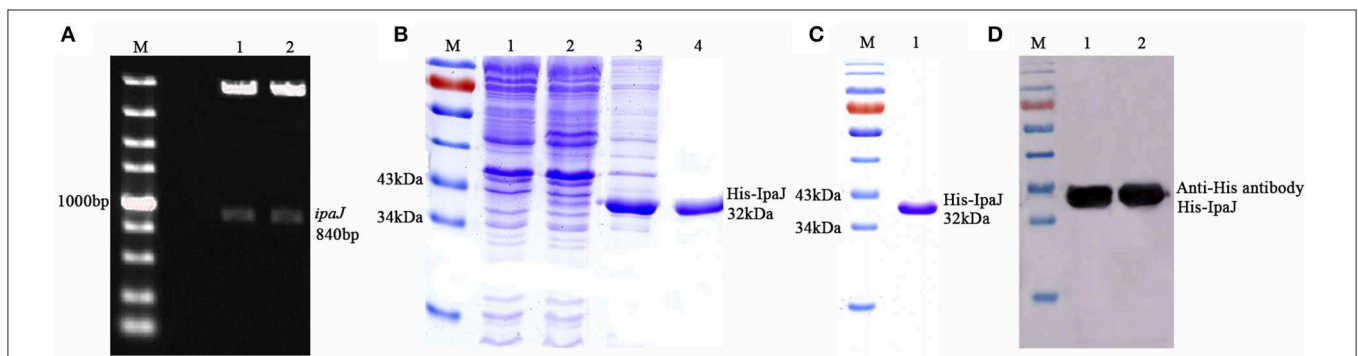 A
M 1 2
1000bp
ipaJ
840bp
B
M 1 2 3 4
43kDa
34kDa
His-IpaJ
32kDa
C
M 1
43kDa
34kDa
His-IpaJ
32kDa
D
M 1 2
Anti-His antibody
His-IpaJ